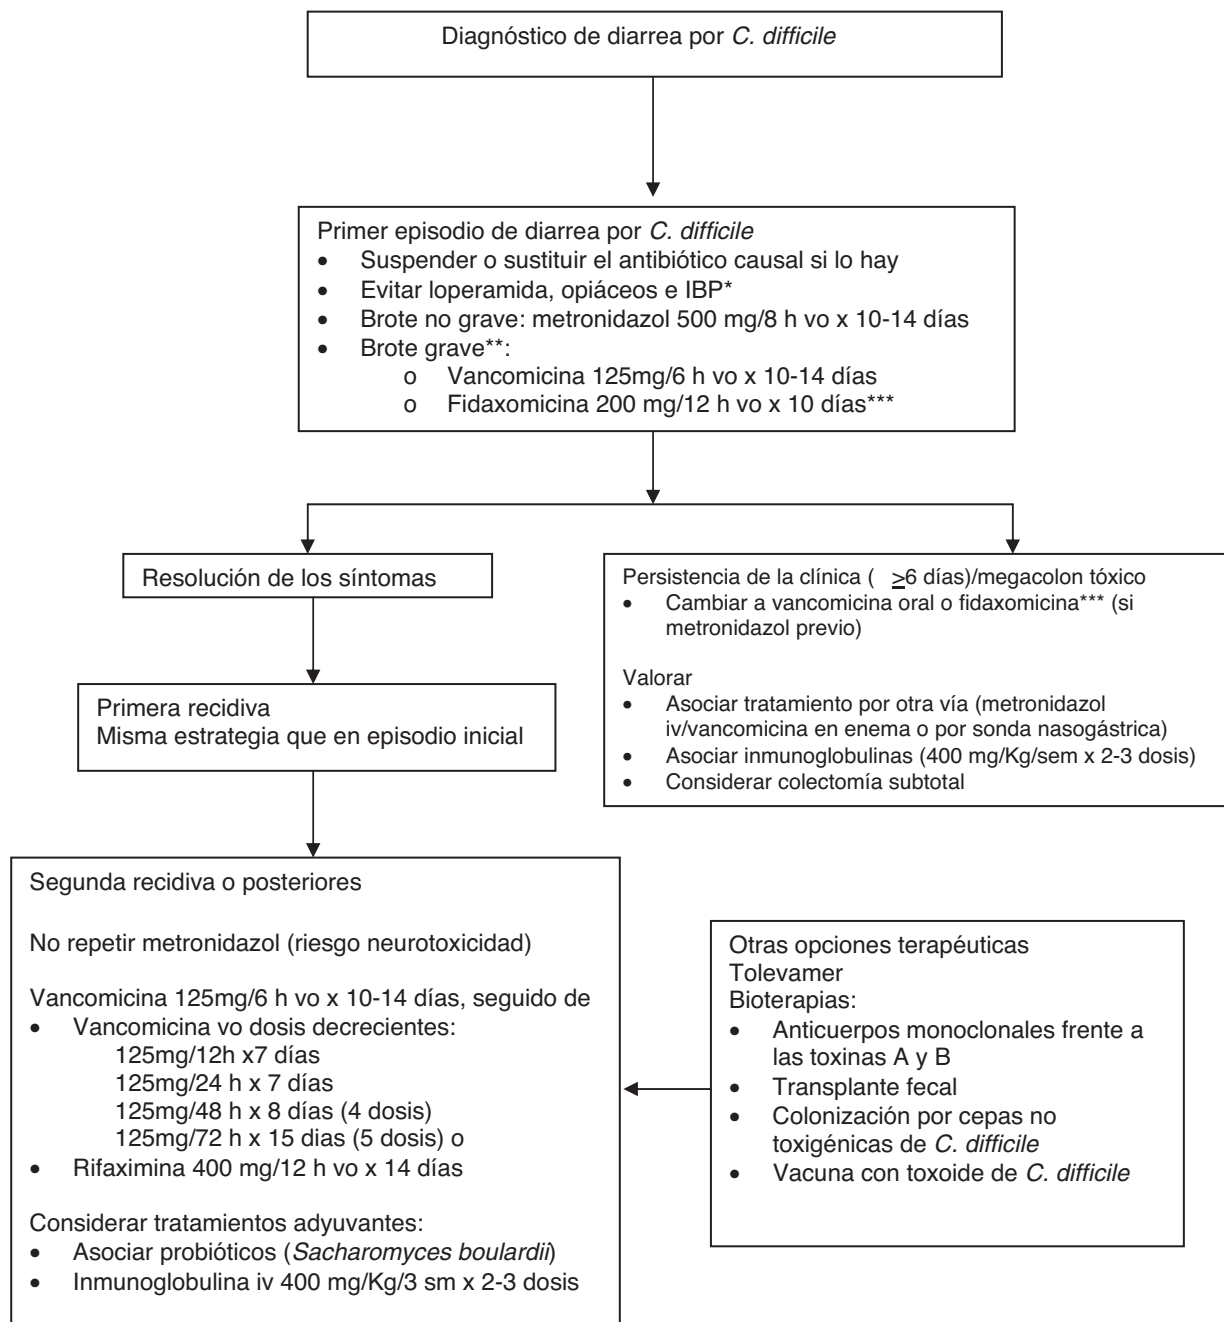 Diagnóstico de diarrea por C. difficile
Primer episodio de diarrea por C. difficile
• Suspender o sustituir el antibiótico causal si lo hay
• Evitar loperamida, opiáceos e IBP*
• Brote no grave: metronidazol 500 mg/8 h vo x 10-14 días
• Brote grave**:
o Vancomicina 125mg/6 h vo x 10-14 días
o Fidaxomicina 200 mg/12 h vo x 10 días***
Resolución de los síntomas
Persistencia de la clínica ( ≥6 días)/megacolon tóxico
• Cambiar a vancomicina oral o fidaxomicina*** (si
metronidazol previo)
Valorar
• Asociar tratamiento por otra vía (metronidazol
iv/vancomicina en enema o por sonda nasogástrica)
• Asociar inmunoglobulinas (400 mg/Kg/sem x 2-3 dosis)
• Considerar colectomía subtotal
Primera recidiva
Misma estrategia que en episodio inicial
Segunda recidiva o posteriores
No repetir metronidazol (riesgo neurotoxicidad)
Vancomicina 125mg/6 h vo x 10-14 días, seguido de
• Vancomicina vo dosis decrecientes:
125mg/12h x7 días
125mg/24 h x 7 días
125mg/48 h x 8 días (4 dosis)
125mg/72 h x 15 dias (5 dosis) o
• Rifaximina 400 mg/12 h vo x 14 días
Considerar tratamientos adyuvantes:
• Asociar probióticos (Sacharomyces boulardii)
• Inmunoglobulina iv 400 mg/Kg/3 sm x 2-3 dosis
Otras opciones terapéuticas
Tolevamer
Bioterapias:
• Anticuerpos monoclonales frente a
las toxinas A y B
• Transplante fecal
• Colonización por cepas no
toxigénicas de C. difficile
• Vacuna con toxoide de C. difficile